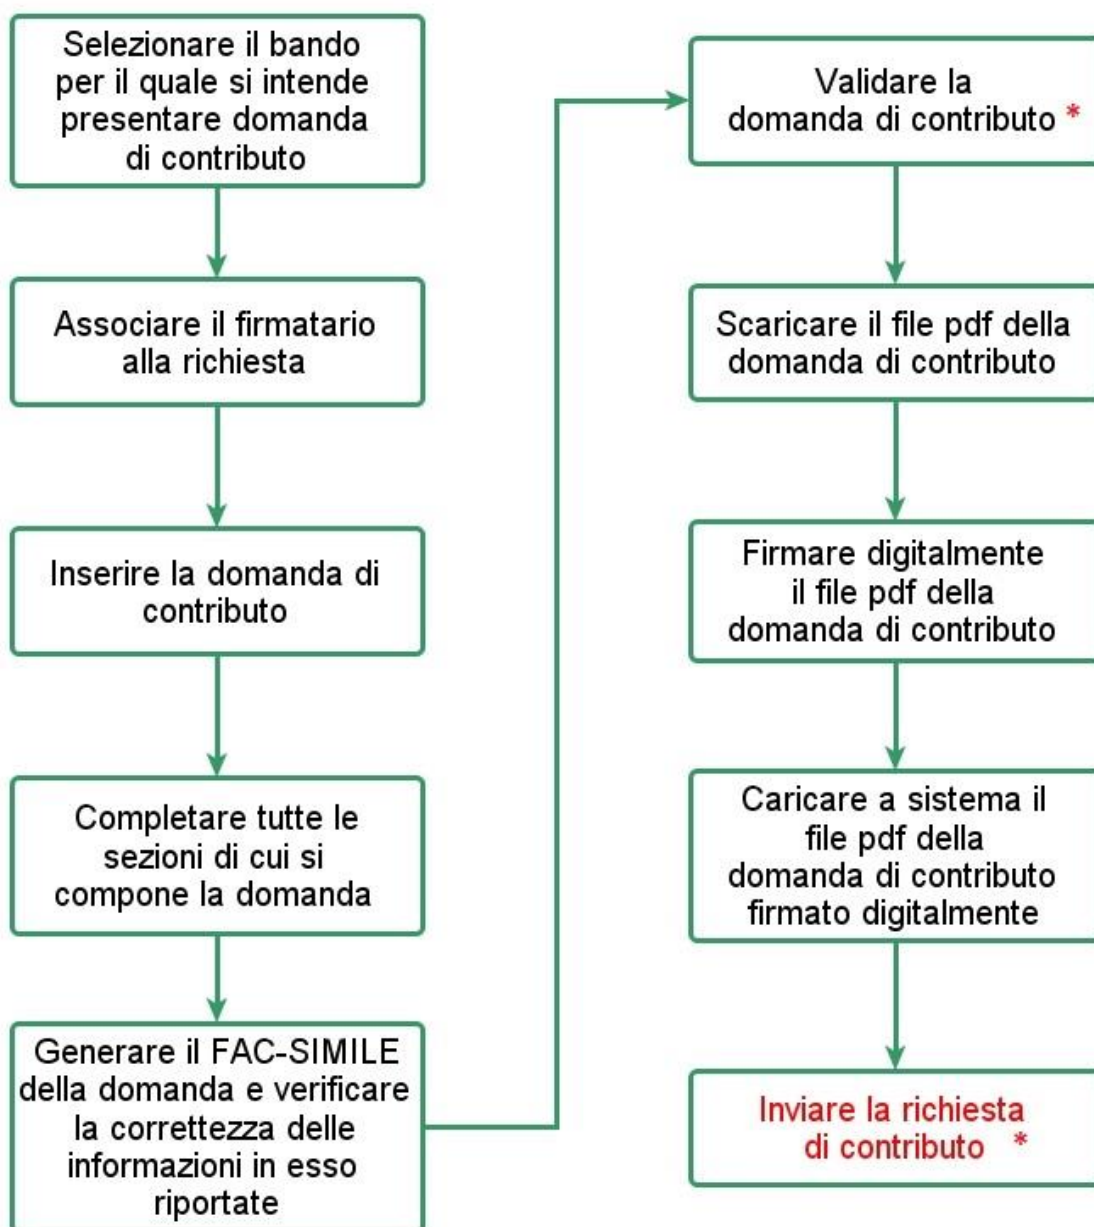 Selezionare il bando
per il quale si intende
presentare domanda
di contributo
Associare il firmatario
alla richiesta
Inserire la domanda di
contributo
Completare tutte le
sezioni di cui si
compone la domanda
Generare il FAC-SIMILE
della domanda e verificare
la correttezza delle
informazioni in esso
riportate
Validare la
domanda di contributo *
Scaricare il file pdf della
domanda di contributo
Firmare digitalmente
il file pdf della
domanda di contributo
Caricare a sistema il
file pdf della
domanda di contributo
firmato digitalmente
Inviare la richiesta
di contributo *